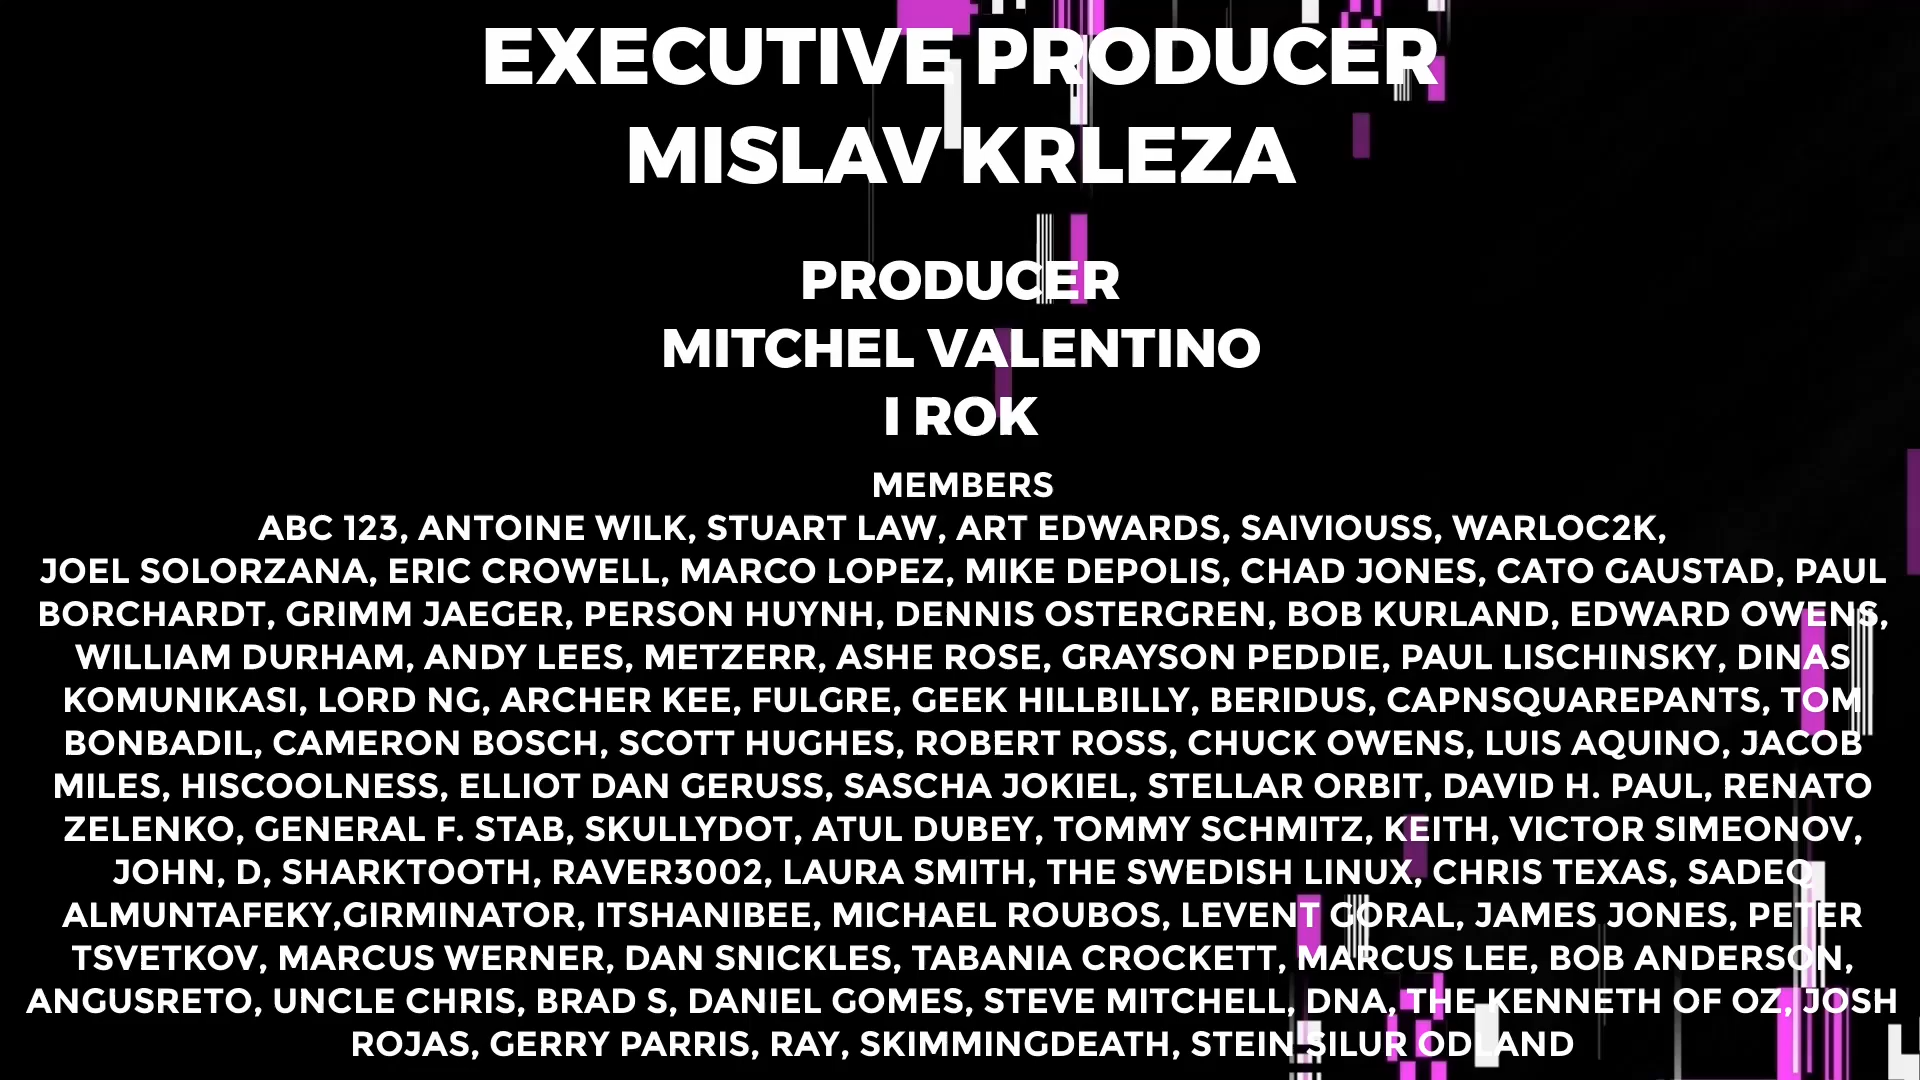 EXECUTIVE PRODUCER
MISLAV KRLEZA
PRODUCER
MITCHEL VALENTINO
I ROK
MEMBERS
ABC 123, ANTOINE WILK, STUART LAW, ART EDWARDS, SAIVIOUSS, WARLOC2K,
JOEL SOLORZANA, ERIC CROWELL, MARCO LOPEZ, MIKE DEPOLIS, CHAD JONES, CATO GAUSTAD, PAUL
BORCHARDT, GRIMM JAEGER, PERSON HUYNH, DENNIS OSTERGREN, BOB KURLAND, EDWARD OWENS,
WILLIAM DURHAM, ANDY LEES, METZERR, ASHE ROSE, GRAYSON PEDDIE, PAUL LISCHINSKY, DINAS
KOMUNIKASI, LORD NG, ARCHER KEE, FULGRE, GEEK HILLBILLY, BERIDUS, CAPNSQUAREPANTS, TOM
BONBADIL, CAMERON BOSCH, SCOTT HUGHES, ROBERT ROSS, CHUCK OWENS, LUIS AQUINO, JACOB
MILES, HISCOOLNESS, ELLIOT DAN GERUSS, SASCHA JOKIEL, STELLAR ORBIT, DAVID H. PAUL, RENATO
ZELENKO, GENERAL F. STAB, SKULLYDOT, ATUL DUBEY, TOMMY SCHMITZ, KEITH, VICTOR SIMEONOV,
JOHN, D, SHARKTOOTH, RAVER3002, LAURA SMITH, THE SWEDISH LINUX, CHRIS TEXAS, SADEQ
ALMUNTAFEKY,GIRMINATOR, ITSHANIBEE, MICHAEL ROUBOS, LEVENT GORAL, JAMES JONES, PETER
TSVETKOV, MARCUS WERNER, DAN SNICKLES, TABANIA CROCKETT, MARCUS LEE, BOB ANDERSON,
ANGUSRETO, UNCLE CHRIS, BRAD S, DANIEL GOMES, STEVE MITCHELL, DNA, THE KENNETH OF OZ, JOSH
ROJAS, GERRY PARRIS, RAY, SKIMMINGDEATH, STEIN SILUR ODLAND